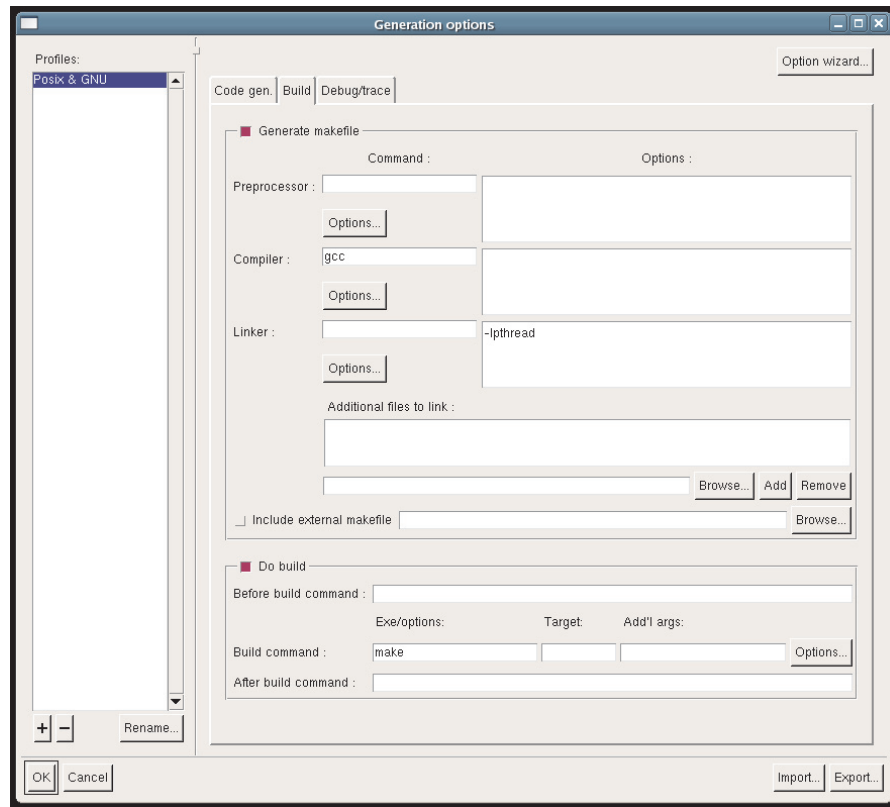 Generation options
Profiles:
Posix & GNU
Option wizard...
Code gen. Build Debug/trace
Generate makefile
Command : Options :
Preprocessor :
Options...
Compiler : gcc
Options...
Linker : -lpthread
Options...
Additional files to link :
Browse... Add Remove
Include external makefile Browse...
Do build
Before build command :
Exe/options: Target: Add'l args:
Build command : make Options...
After build command :
+ - Rename...
OK Cancel Import... Export...